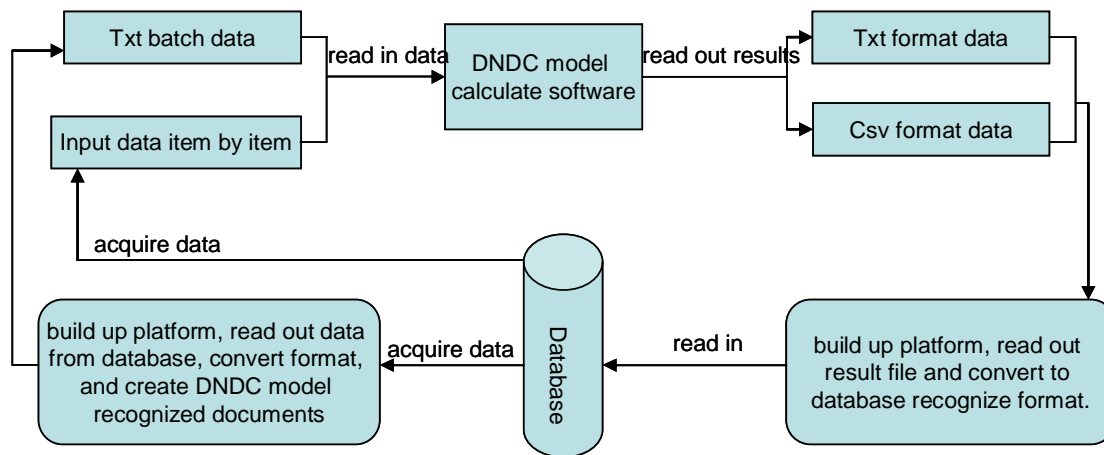 Txt batch data
read in data
DNDC model
calculate software
read out results
Txt format data
Input data item by item
Csv format data
acquire data
Database
build up platform, read out data
from database, convert format,
and create DNDC model
recognized documents
acquire data
read in
build up platform, read out
result file and convert to
database recognize format.